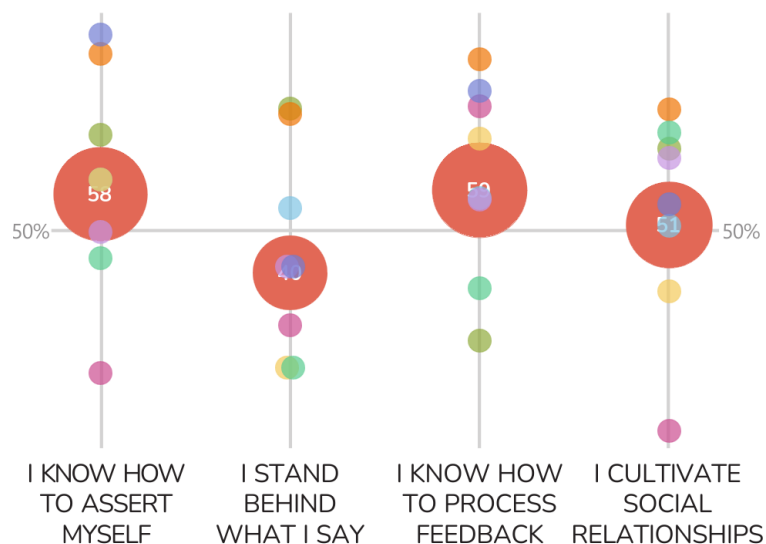 58
59
51
50%
50%
I KNOW HOW
TO ASSERT
MYSELF
I STAND
BEHIND
WHAT I SAY
I KNOW HOW
TO PROCESS
FEEDBACK
I CULTIVATE
SOCIAL
RELATIONSHIPS